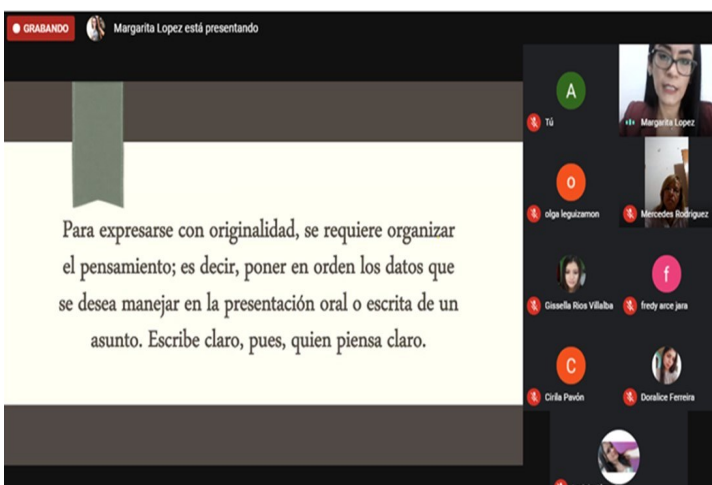 GRABANDO
Margarita Lopez está presentando
Para expresarse con originalidad, se requiere organizar
el pensamiento; es decir, poner en orden los datos que
se desea manejar en la presentación oral o escrita de un
asunto. Escribe claro, pues, quien piensa claro.
A
Tú
Margarita Lopez
o
olga leguizamon
Mercedes Rodriguez
Gissella Rios Villalba
f
fredy arce jara
C
Cirila Pavón
Doralice Ferreira